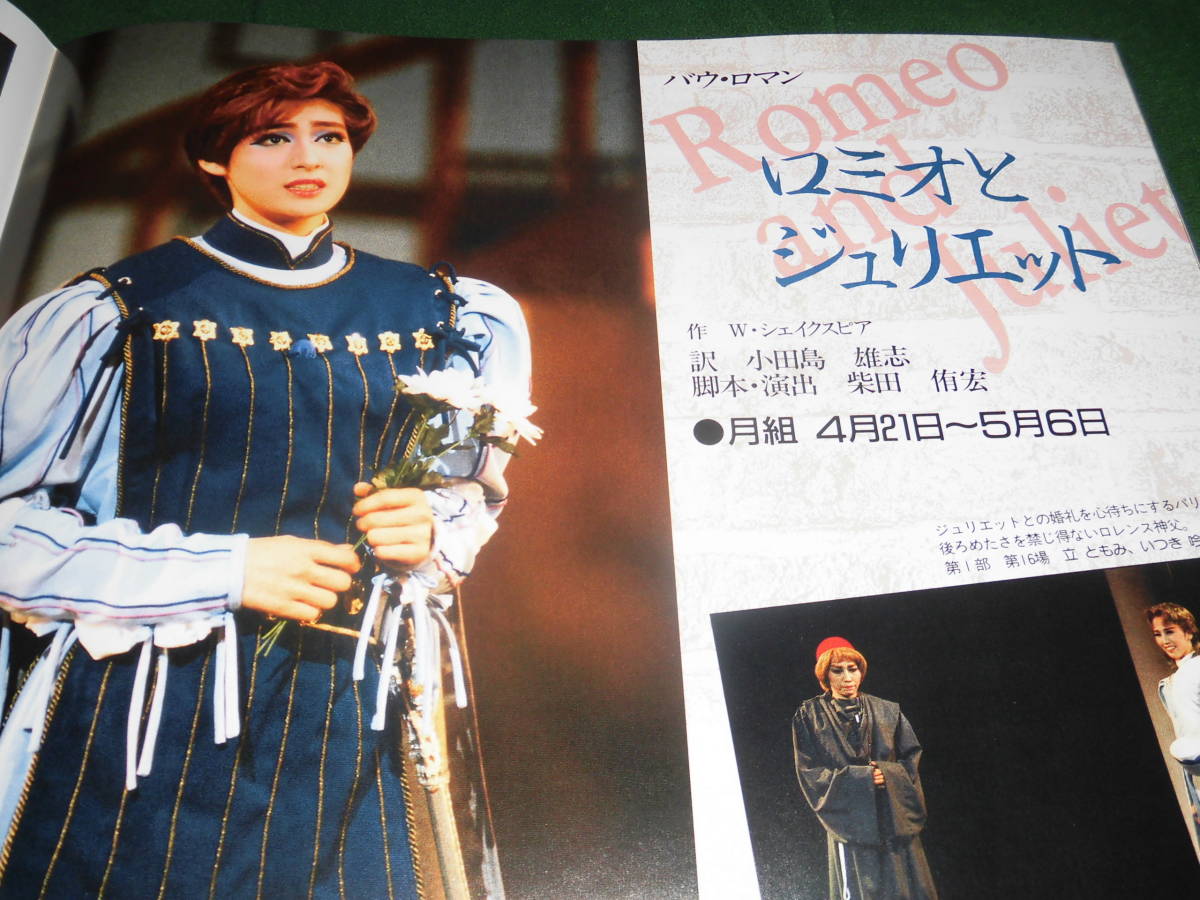 バウ・ロマン
Romeo
and
Juliet
ロミオと
ジュリエット
作 W・シェイクスピア
訳 小田島 雄志
脚本・演出 柴田 侑宏
●月組 4月21日〜5月6日
ジュリエットとの婚礼を心待ちにするパリ
後ろめたさを禁じ得ないロレンス神父。
第1部 第16場 立 ともみ、いつき 吟